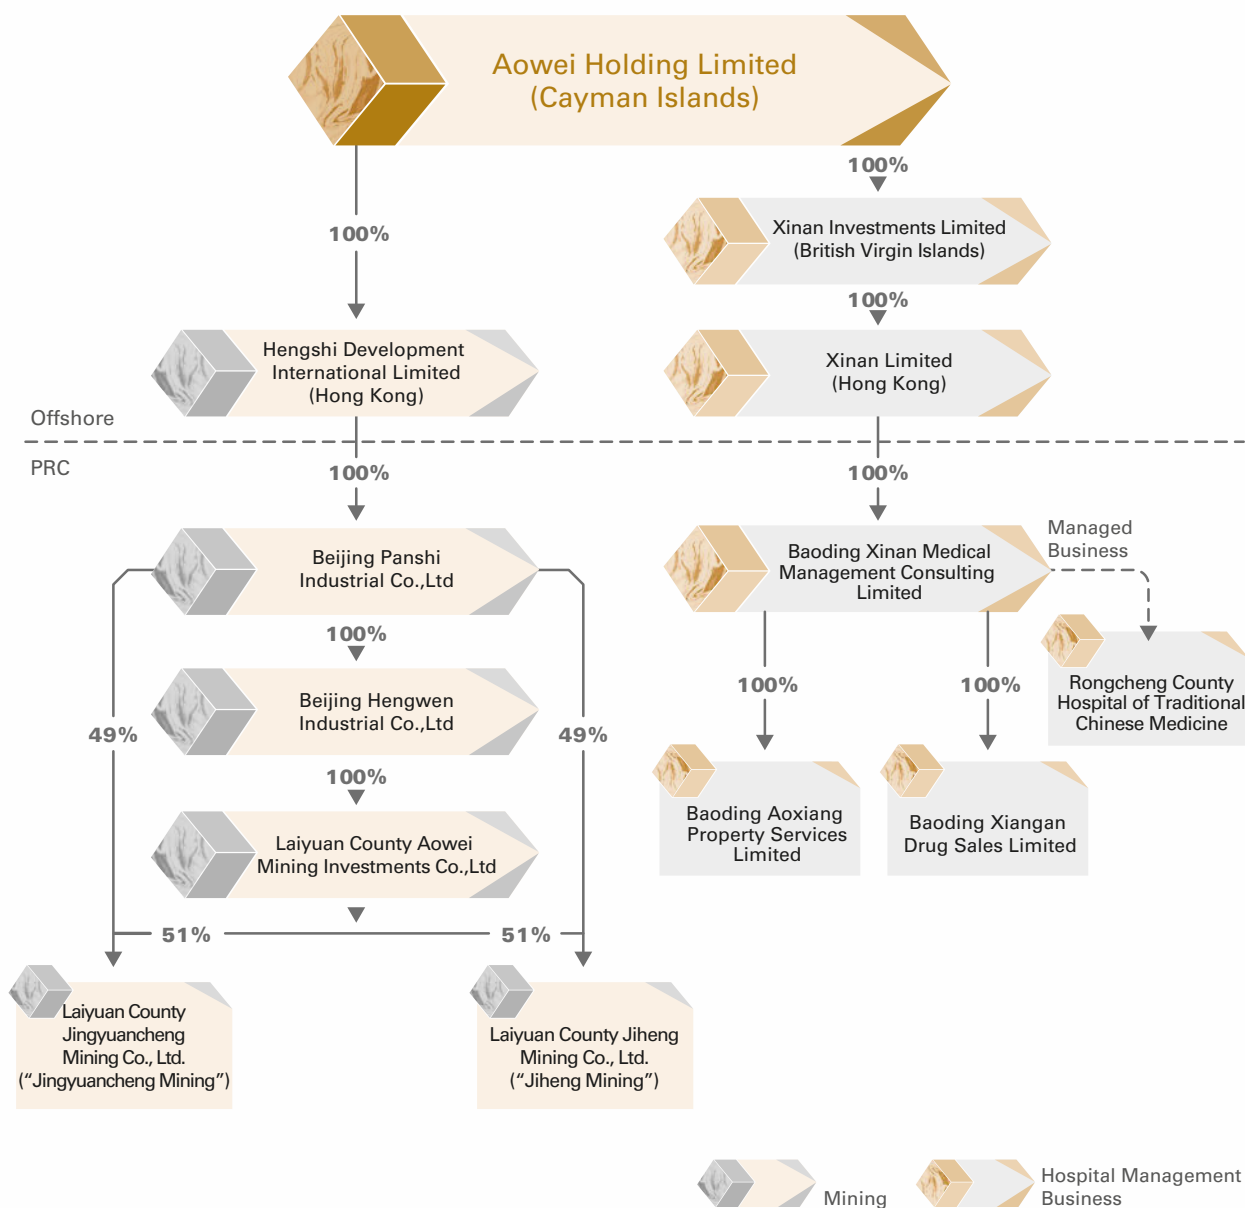 Aowei Holding Limited
(Cayman Islands)
100%
100%
Xinan Investments Limited
(British Virgin Islands)
100%
Hengshi Development
International Limited
(Hong Kong)
Xinan Limited
(Hong Kong)
Offshore
PRC
100%
100%
Beijing Panshi
Industrial Co.,Ltd
Baoding Xinan Medical
Management Consulting
Limited
Managed
Business
100%
Beijing Hengwen
Industrial Co.,Ltd
100%
100%
Rongcheng County
Hospital of Traditional
Chinese Medicine
49%
49%
100%
Laiyuan County Aowei
Mining Investments Co.,Ltd
Baoding Aoxiang
Property Services
Limited
Baoding Xiangan
Drug Sales Limited
51%
51%
Laiyuan County
Jingyuancheng
Mining Co., Ltd.
(“Jingyuancheng Mining”)
Laiyuan County Jiheng
Mining Co., Ltd.
(“Jiheng Mining”)
Mining
Hospital Management
Business